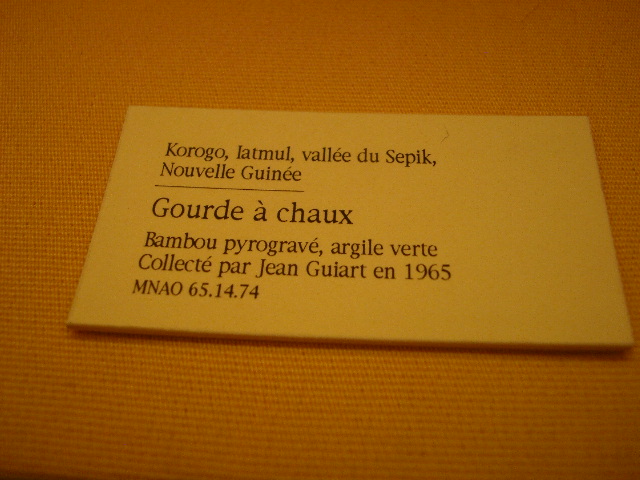 Korogo, Iatmul, vallée du Sepik,
Nouvelle Guinée
Gourde à chaux
Bambou pyrogravé, argile verte
Collecté par Jean Guiart en 1965
MNAO 65.14.74